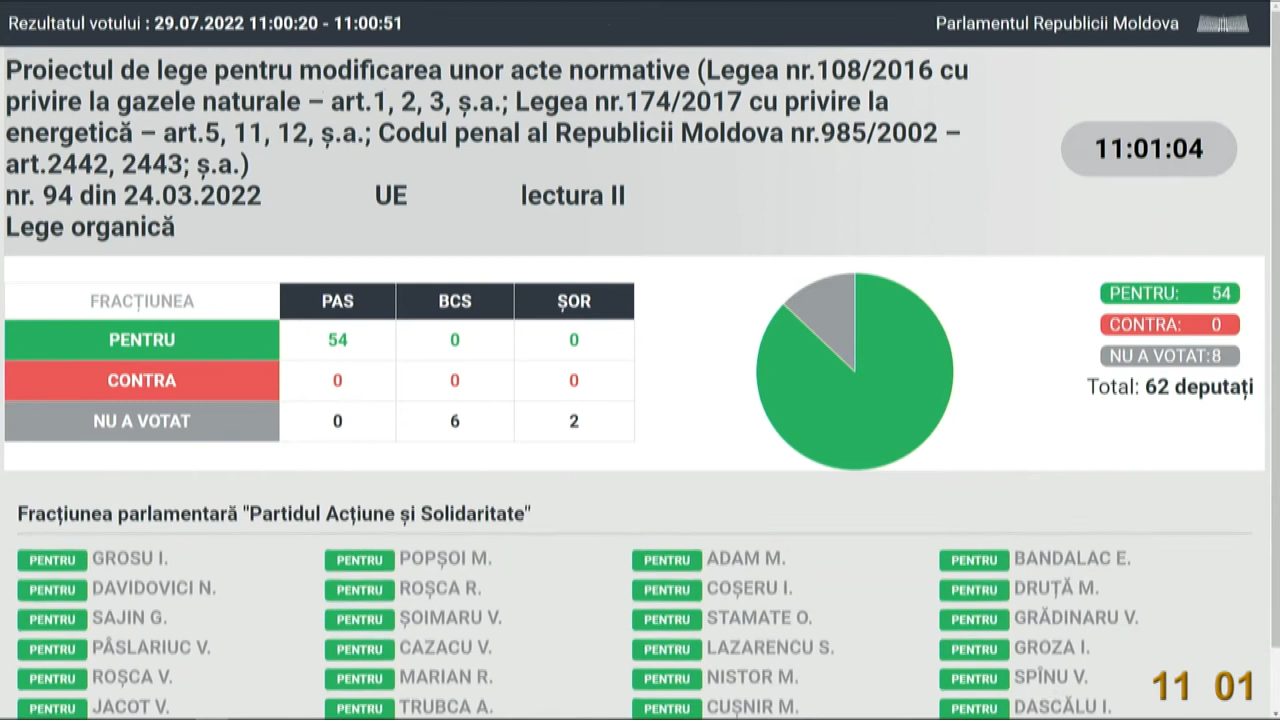 Rezultatul votului : 29.07.2022 11:00:20 - 11:00:51
Parlamentul Republicii Moldova
Proiectul de lege pentru modificarea unor acte normative (Legea nr.108/2016 cu
privire la gazele naturale – art.1, 2, 3, ș.a.; Legea nr.174/2017 cu privire la
energetică – art.5, 11, 12, ș.a.; Codul penal al Republicii Moldova nr.985/2002 –
art.2442, 2443; ș.a.)
nr. 94 din 24.03.2022 UE lectura II
Lege organică
11:01:04
FRACȚIUNEA PAS BCS ȘOR
PENTRU 54 0 0
CONTRA 0 0 0
NU A VOTAT 0 6 2
PENTRU: 54
CONTRA: 0
NU A VOTAT:8
Total: 62 deputați
Fracțiunea parlamentară "Partidul Acțiune și Solidaritate"
PENTRU GROSU I. PENTRU POPȘOI M. PENTRU ADAM M. PENTRU BANDALAC E.
PENTRU DAVIDOVICI N. PENTRU ROȘCA R. PENTRU COȘERU I. PENTRU DRUȚĂ M.
PENTRU SAJIN G. PENTRU ȘOIMARU V. PENTRU STAMATE O. PENTRU GRĂDINARU V.
PENTRU PÂSLARIUC V. PENTRU CAZACU V. PENTRU LAZARENCU S. PENTRU GROZA I.
PENTRU ROȘCA V. PENTRU MARIAN R. PENTRU NISTOR M. PENTRU SPÎNU V.
PENTRU JACOT V. PENTRU TRUBCA A. PENTRU CUȘNIR M. PENTRU DASCĂLU I.
11 01